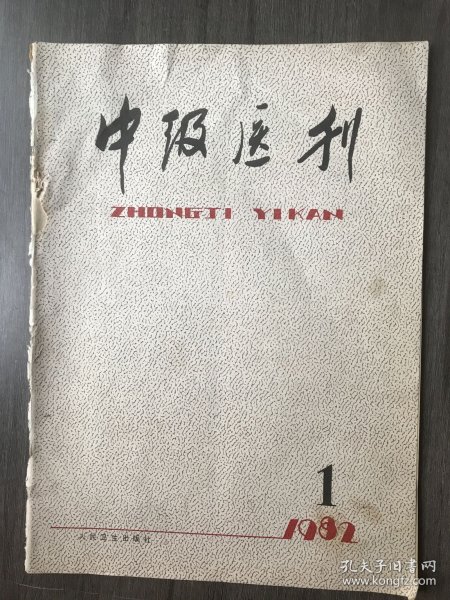 中级医刊
ZHONGJI YIKAN
1
1982
人民卫生出版社
孔夫子旧书网
www.kongfz.com